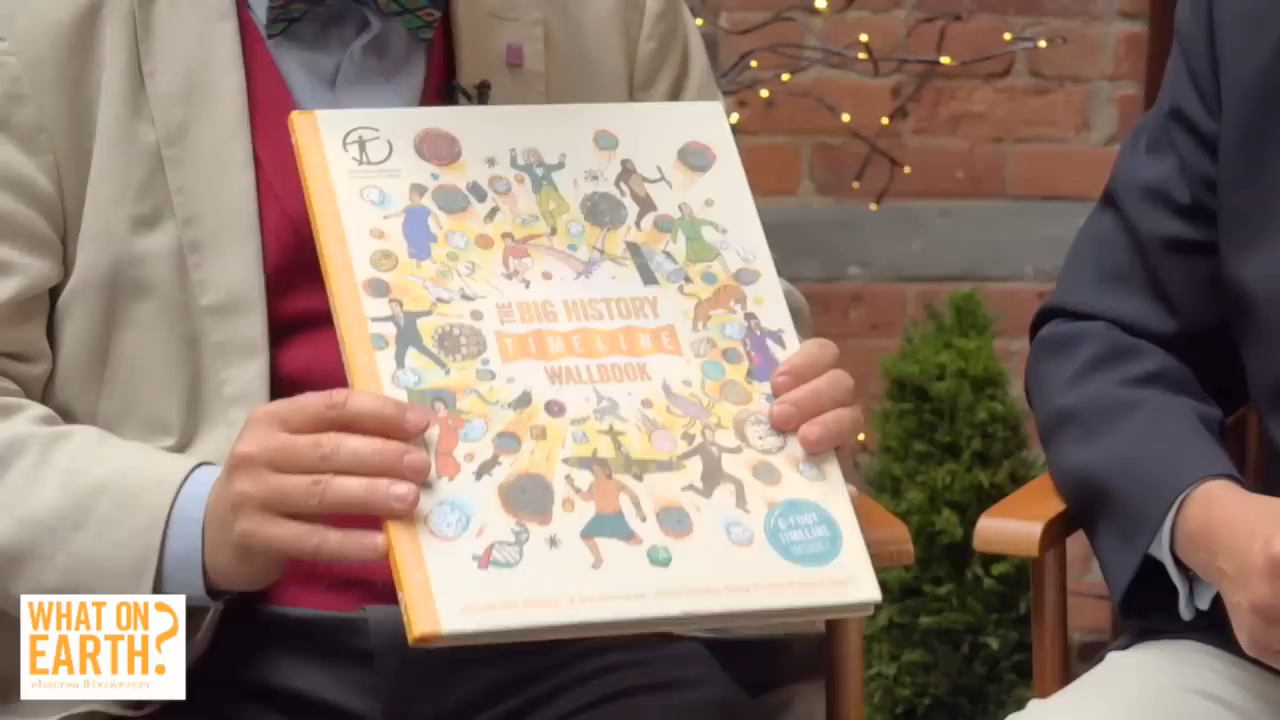 THE
BIG HISTORY
TIMELINE
WALLBOOK
6-FOOT
TIMELINE
INSIDE!
WHAT ON
EARTH?